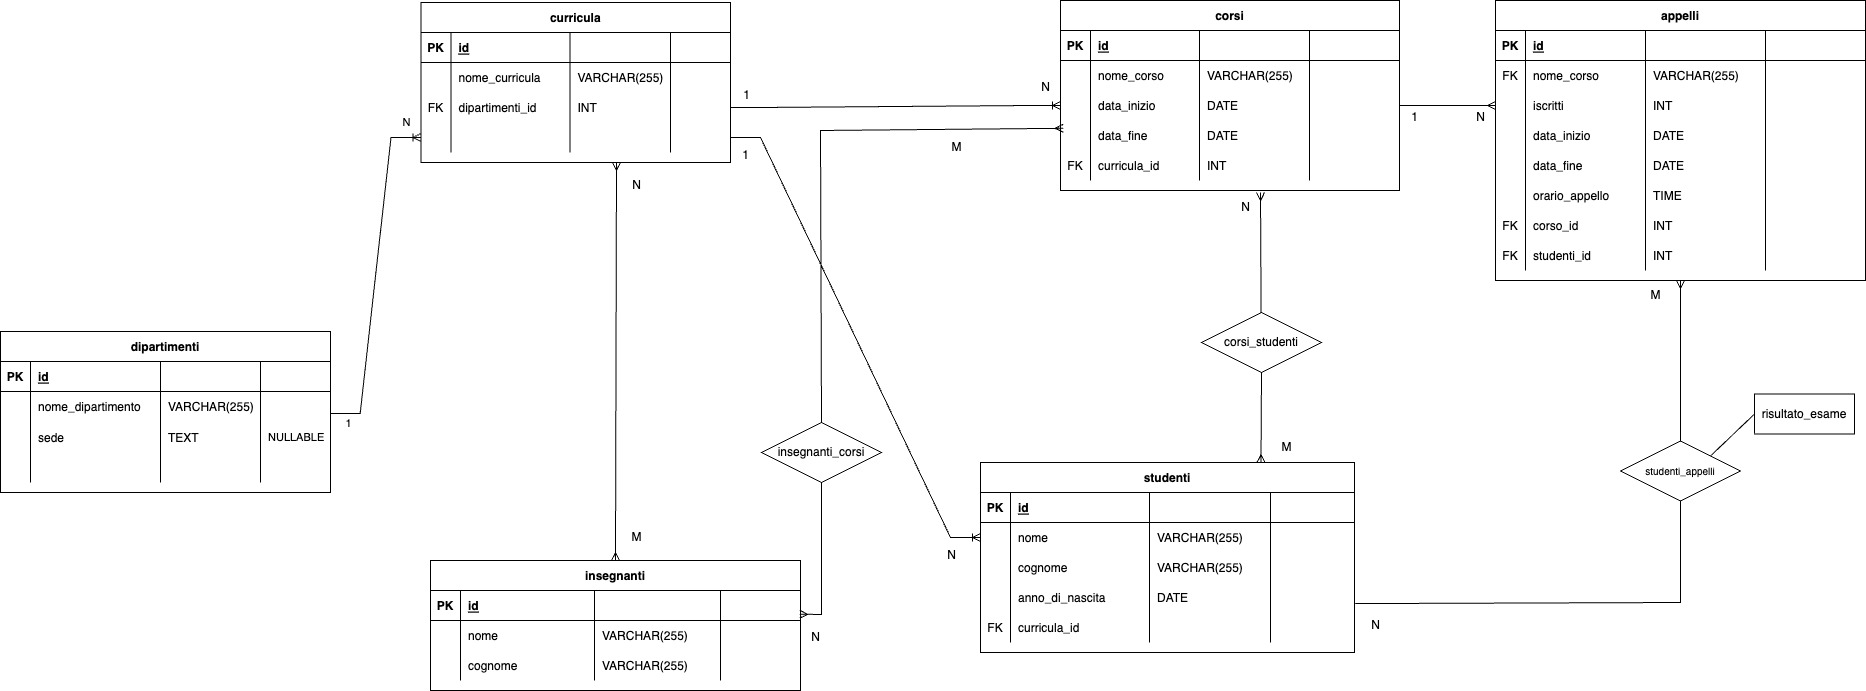 curricula
PK id
nome_curricula VARCHAR(255)
FK dipartimenti_id INT
corsi
PK id
nome_corso VARCHAR(255)
data_inizio DATE
data_fine DATE
FK curricula_id INT
appelli
PK id
FK nome_corso VARCHAR(255)
iscritti INT
data_inizio DATE
data_fine DATE
orario_appello TIME
FK corso_id INT
FK studenti_id INT
1
N
N
1
M
1
N
N
N
M
corsi_studenti
dipartimenti
PK id
nome_dipartimento VARCHAR(255)
sede TEXT NULLABLE
1
risultato_esame
insegnanti_corsi
studenti_appelli
M
studenti
PK id
nome VARCHAR(255)
cognome VARCHAR(255)
anno_di_nascita DATE
FK curricula_id
M
N
insegnanti
PK id
nome VARCHAR(255)
cognome VARCHAR(255)
N
N